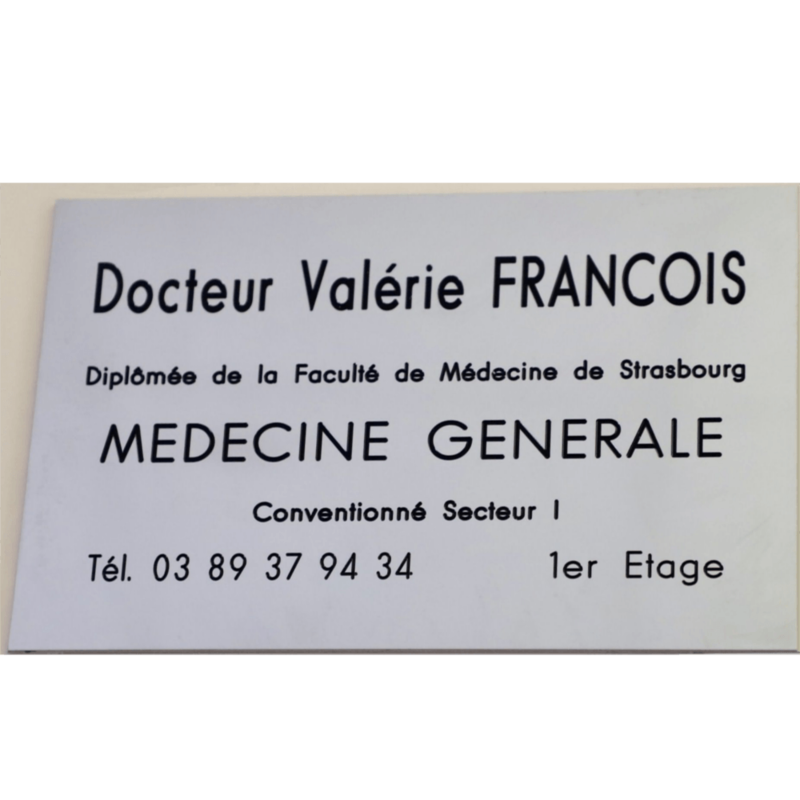 Docteur Valérie FRANCOIS
Diplômée de la Faculté de Médecine de Strasbourg
MEDECINE GENERALE
Conventionné Secteur I
Tél. 03 89 37 94 34 1er Etage